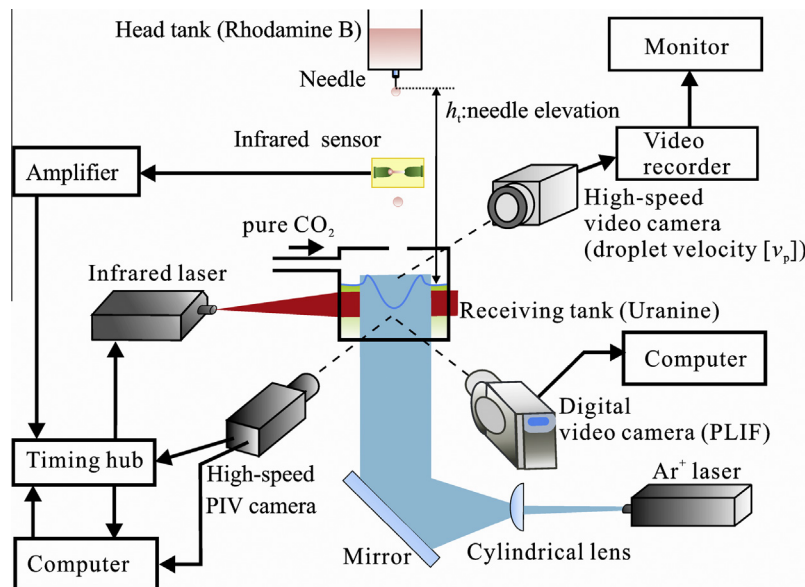 Head tank (Rhodamine B)
Needle
hₜ:needle elevation
Monitor
Infrared sensor
Video
recorder
Amplifier
High-speed
video camera
(droplet velocity [vₚ])
pure CO₂
Infrared laser
Receiving tank (Uranine)
Computer
Digital
video camera (PLIF)
Timing hub
High-speed
PIV camera
Ar⁺ laser
Computer
Mirror
Cylindrical lens